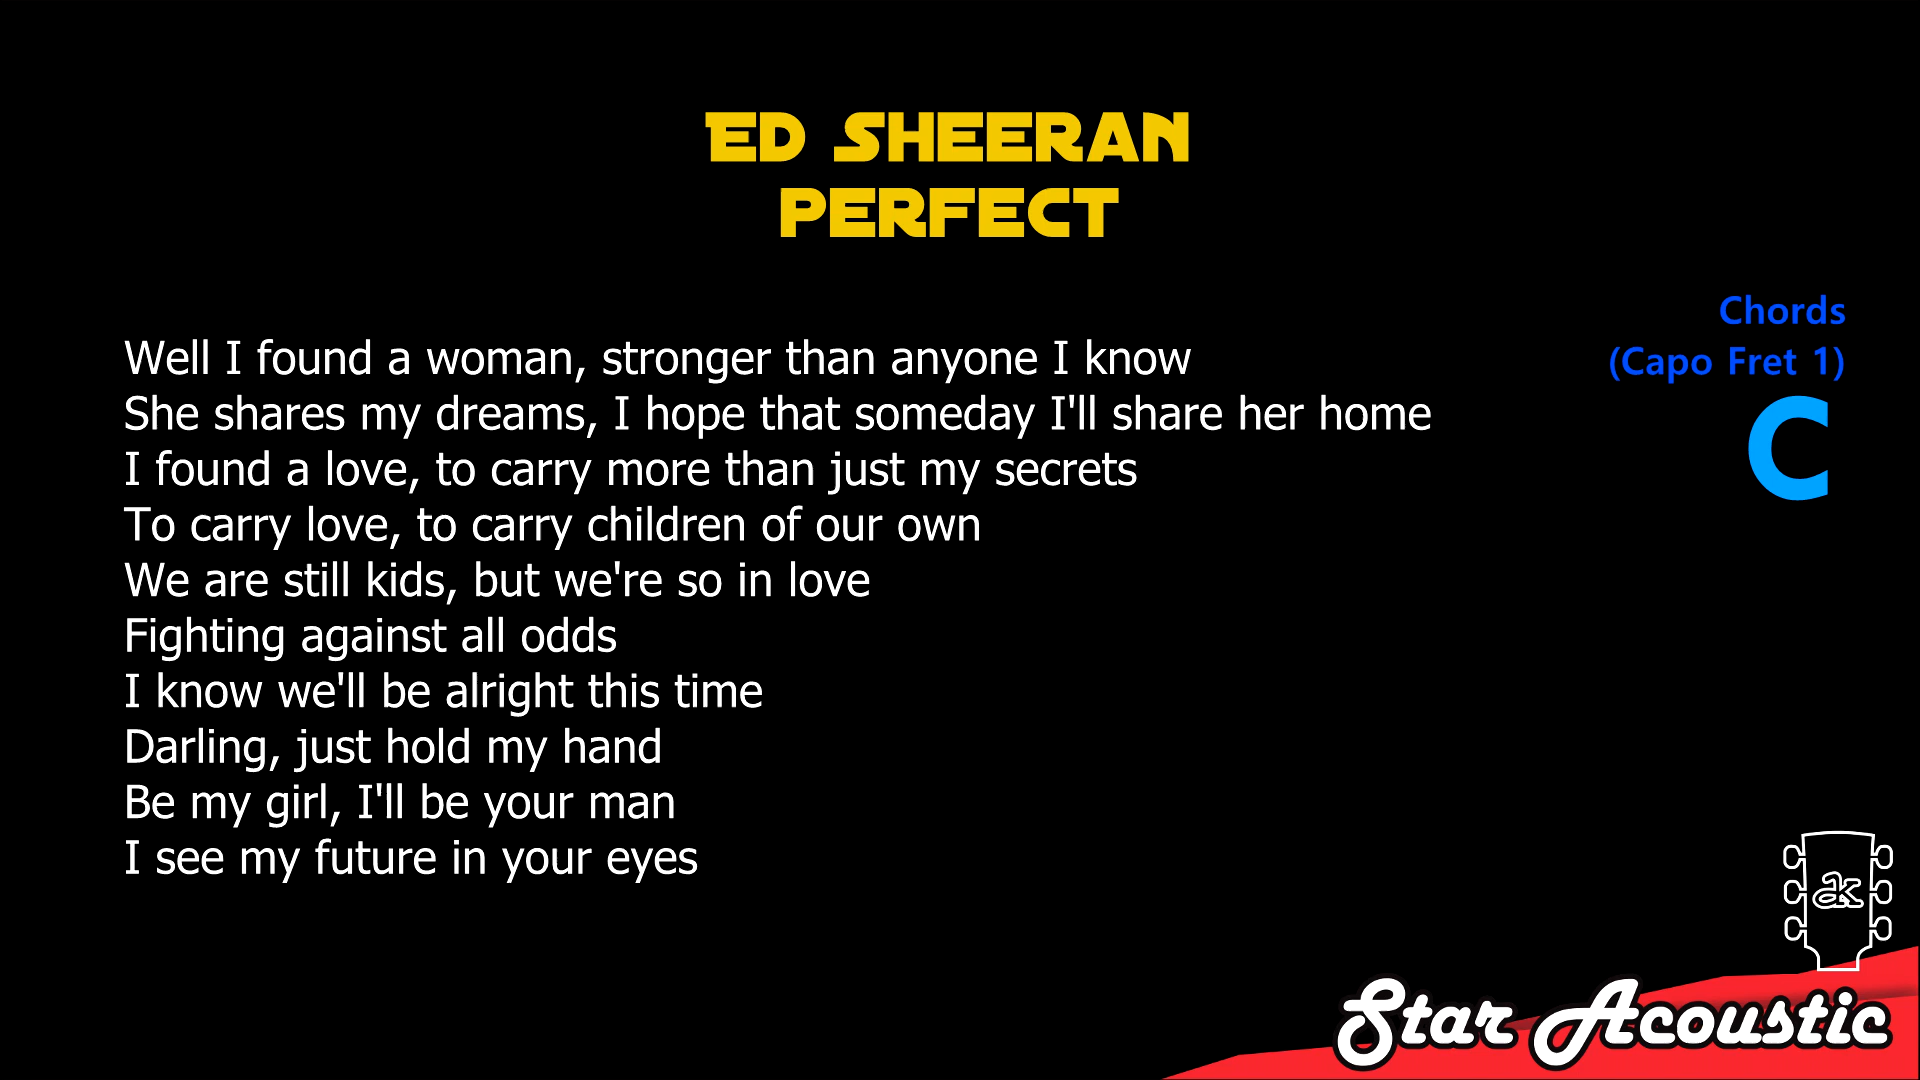 ED SHEERAN
PERFECT
Chords
(Capo Fret 1)
C
Well I found a woman, stronger than anyone I know
She shares my dreams, I hope that someday I'll share her home
I found a love, to carry more than just my secrets
To carry love, to carry children of our own
We are still kids, but we're so in love
Fighting against all odds
I know we'll be alright this time
Darling, just hold my hand
Be my girl, I'll be your man
I see my future in your eyes
ak
Star Acoustic